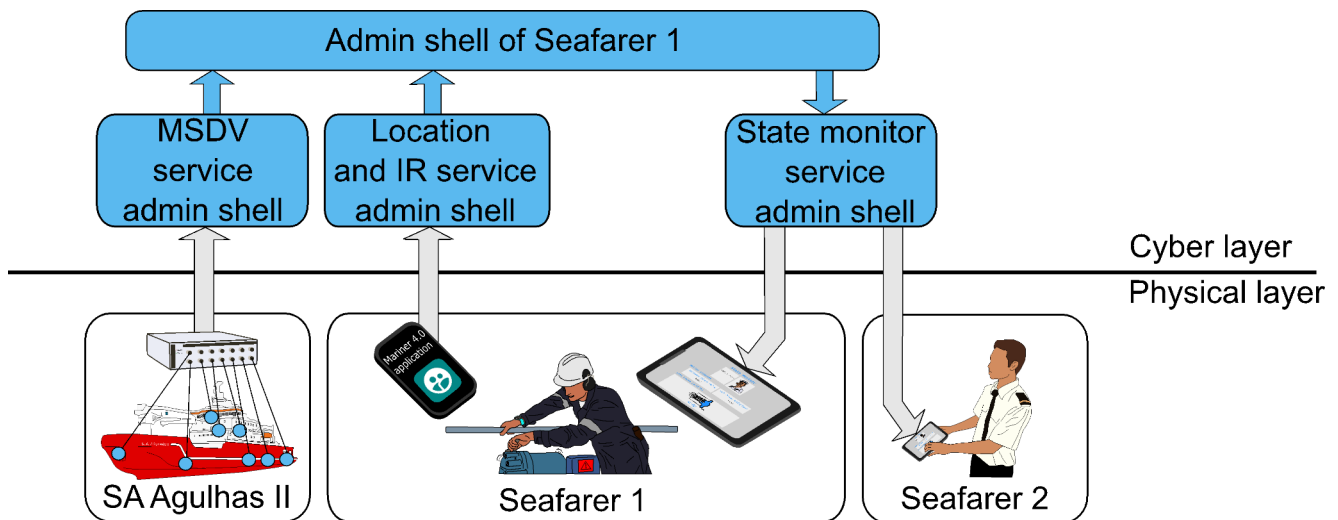 Admin shell of Seafarer 1
MSDV
service
admin shell
Location
and IR service
admin shell
State monitor
service
admin shell
Cyber layer
Physical layer
Mariner 4.0
application
SA Agulhas II
Seafarer 1
Seafarer 2